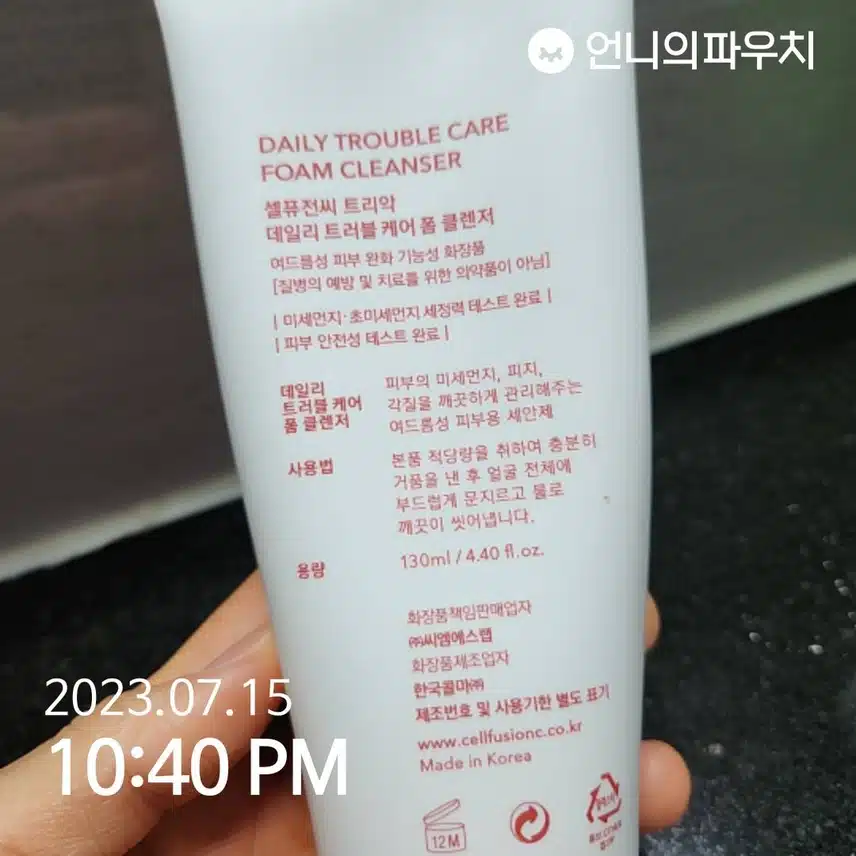 언니의파우치
DAILY TROUBLE CARE
FOAM CLEANSER
셀퓨전씨 트리악
데일리 트러블 케어 폼 클렌저
여드름성 피부 완화 기능성 화장품
[질병의 예방 및 치료를 위한 의약품이 아님]
| 미세먼지·초미세먼지 세정력 테스트 완료 |
| 피부 안전성 테스트 완료 |
데일리
트러블 케어
폼 클렌저
피부의 미세먼지, 피지,
각질을 깨끗하게 관리해주는
여드름성 피부용 세안제
사용법
본품 적당량을 취하여 충분히
거품을 낸 후 얼굴 전체에
부드럽게 문지르고 물로
깨끗이 씻어냅니다.
용량
130ml / 4.40 fl.oz.
화장품책임판매업자
㈜씨엠에스랩
화장품제조업자
한국콜마㈜
제조번호 및 사용기한 별도 표기
www.cellfusionc.co.kr
Made in Korea
12M
2023.07.15
10:40 PM